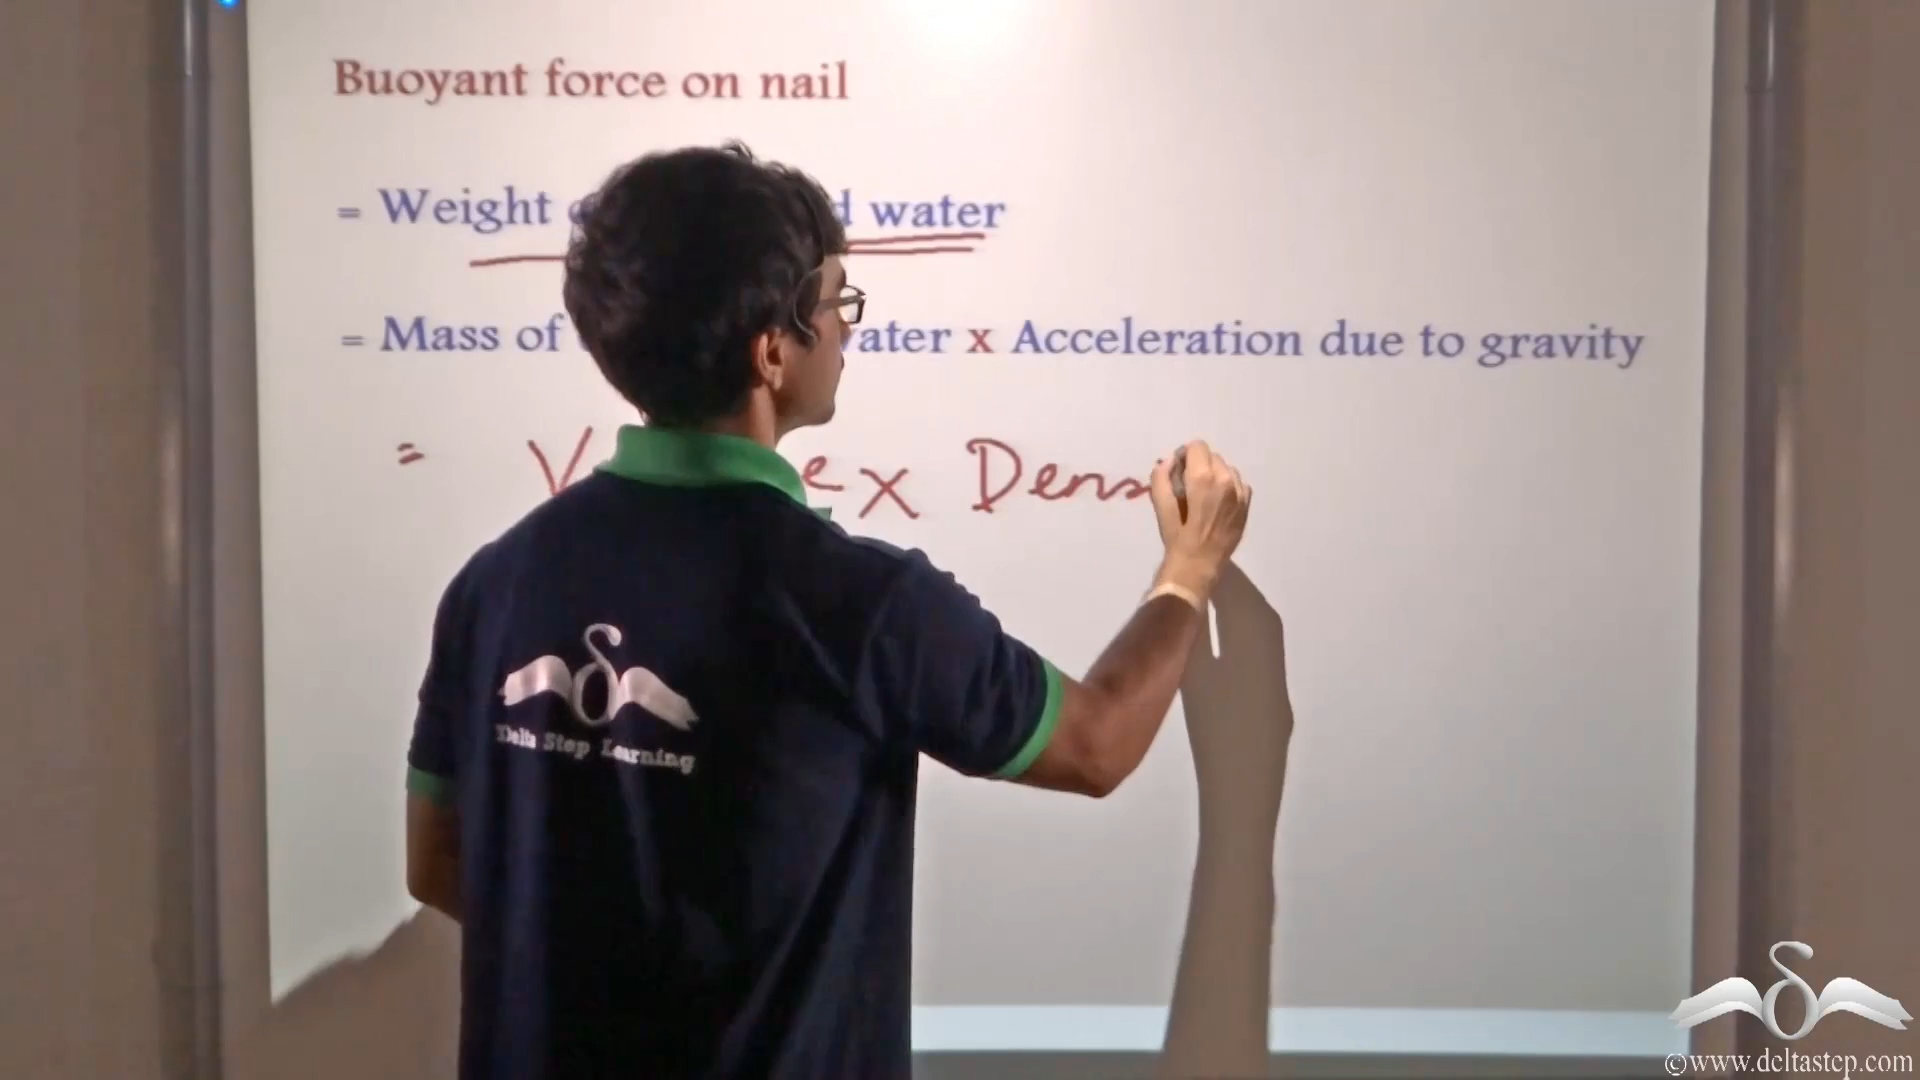 Buoyant force on nail
= Weight water
= Mass of water x Acceleration due to gravity
= x Densi
Delta Step Learning
©www.deltastep.com